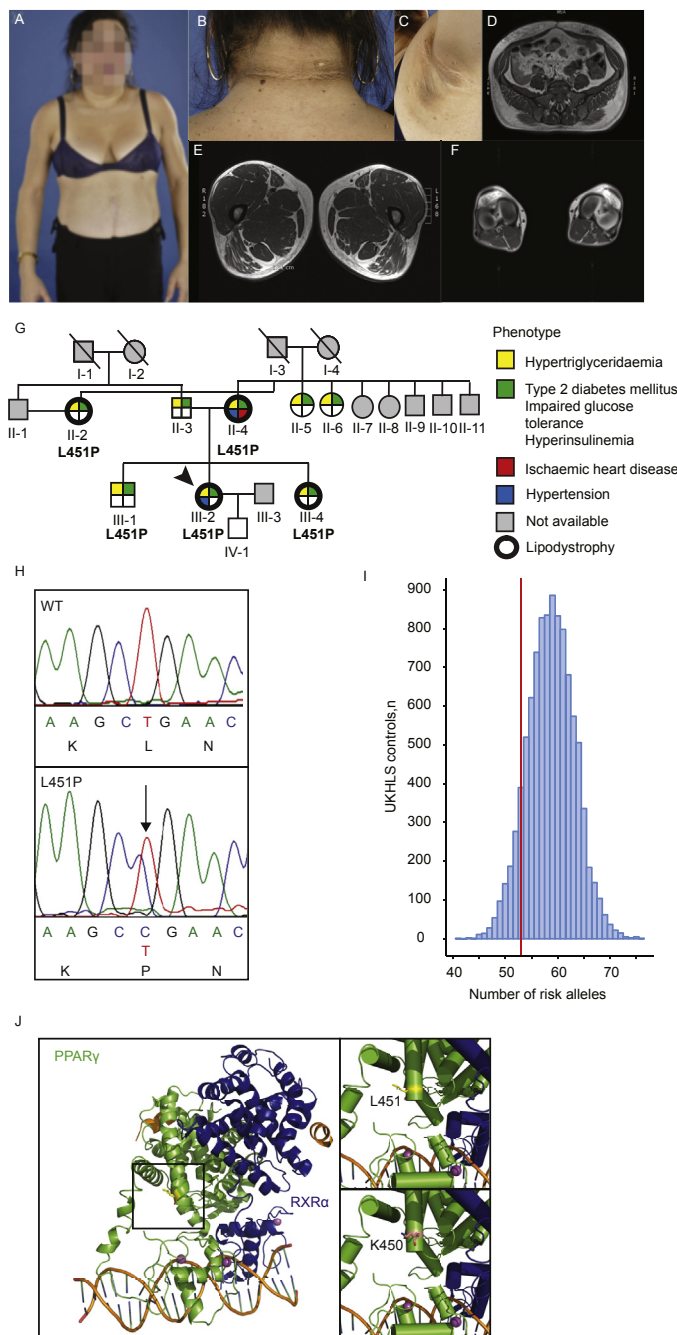 A
B
C
D
E
F
G
I-1
I-2
I-3
I-4
II-1
II-2
L451P
II-3
II-4
L451P
II-5
II-6
II-7
II-8
II-9
II-10
II-11
III-1
L451P
III-2
L451P
III-3
III-4
L451P
IV-1
Phenotype
Hypertriglyceridaemia
Type 2 diabetes mellitus
Impaired glucose
tolerance
Hyperinsulinemia
Ischaemic heart disease
Hypertension
Not available
Lipodystrophy
H
WT
A A G C T G A A C
K L N
L451P
A A G C C G A A C
T
K P N
I
UKHLS controls,n
900
800
700
600
500
400
300
200
100
0
40 50 60 70
Number of risk alleles
J
PPARγ
RXRα
L451
K450